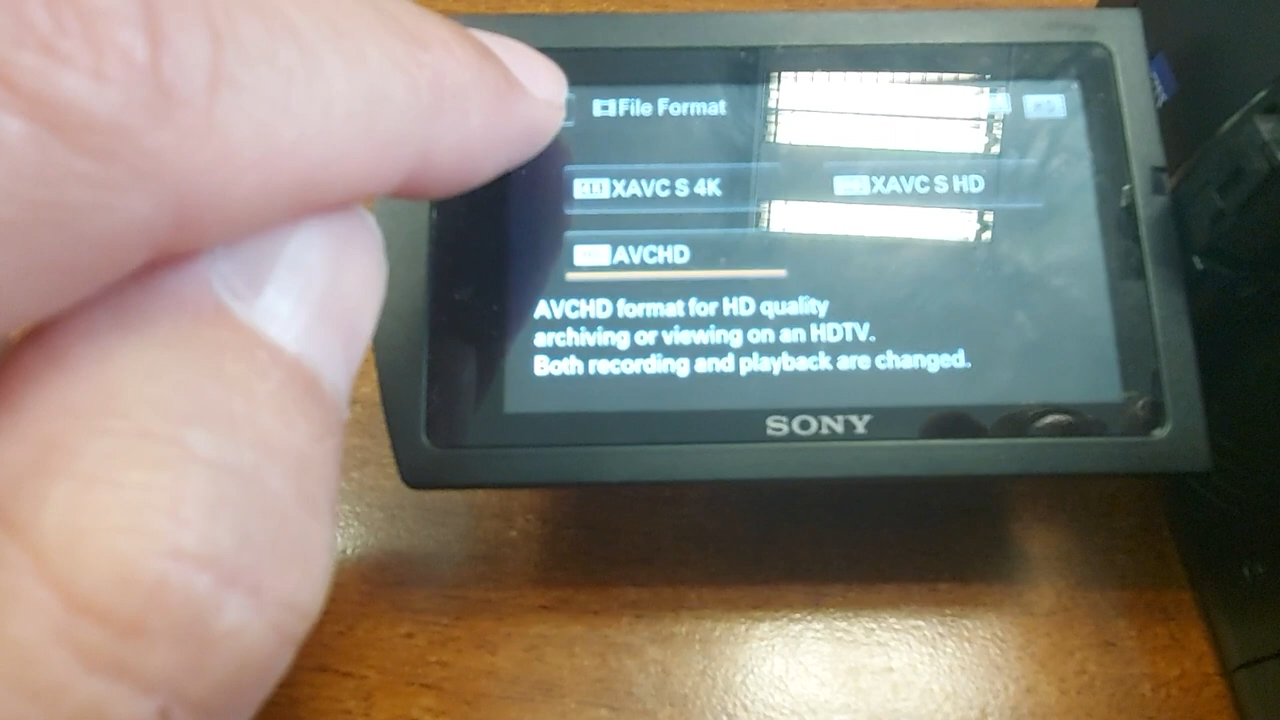 File Format
XAVC S 4K
XAVC S HD
AVCHD
AVCHD format for HD quality
archiving or viewing on an HDTV.
Both recording and playback are changed.
SONY